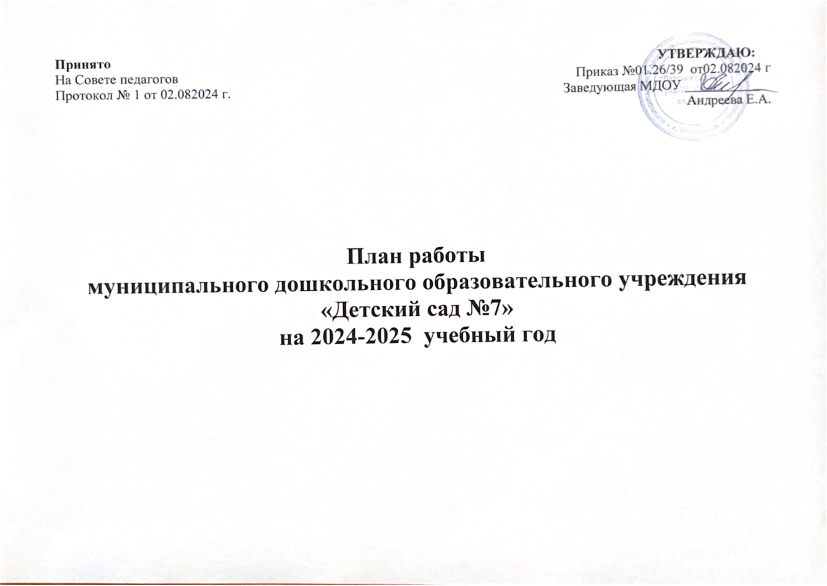 Принято
На Совете педагогов
Протокол № 1 от 02.082024 г.
УТВЕРЖДАЮ:
Приказ №01.26/39 от02.082024 г
Заведующая МДОУ
Андреева Е.А.
План работы
муниципального дошкольного образовательного учреждения
«Детский сад №7»
на 2024-2025 учебный год